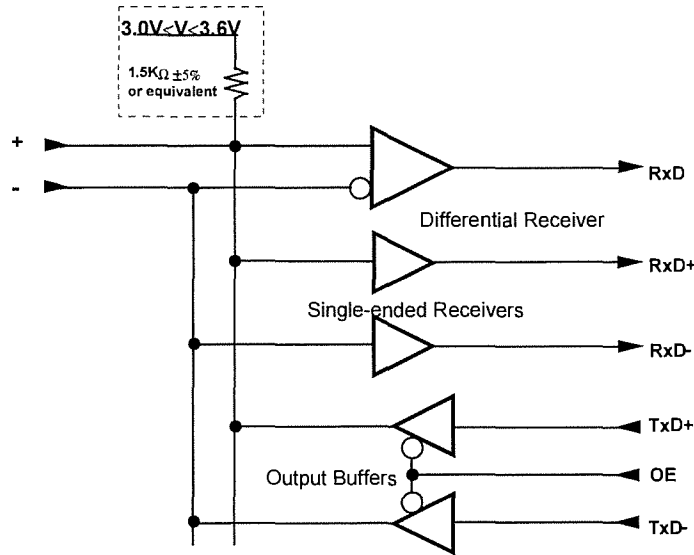 3.0V<V<3.6V
1.5KΩ ±5%
or equivalent
+
-
RxD
Differential Receiver
RxD+
Single-ended Receivers
RxD-
TxD+
Output Buffers
OE
TxD-